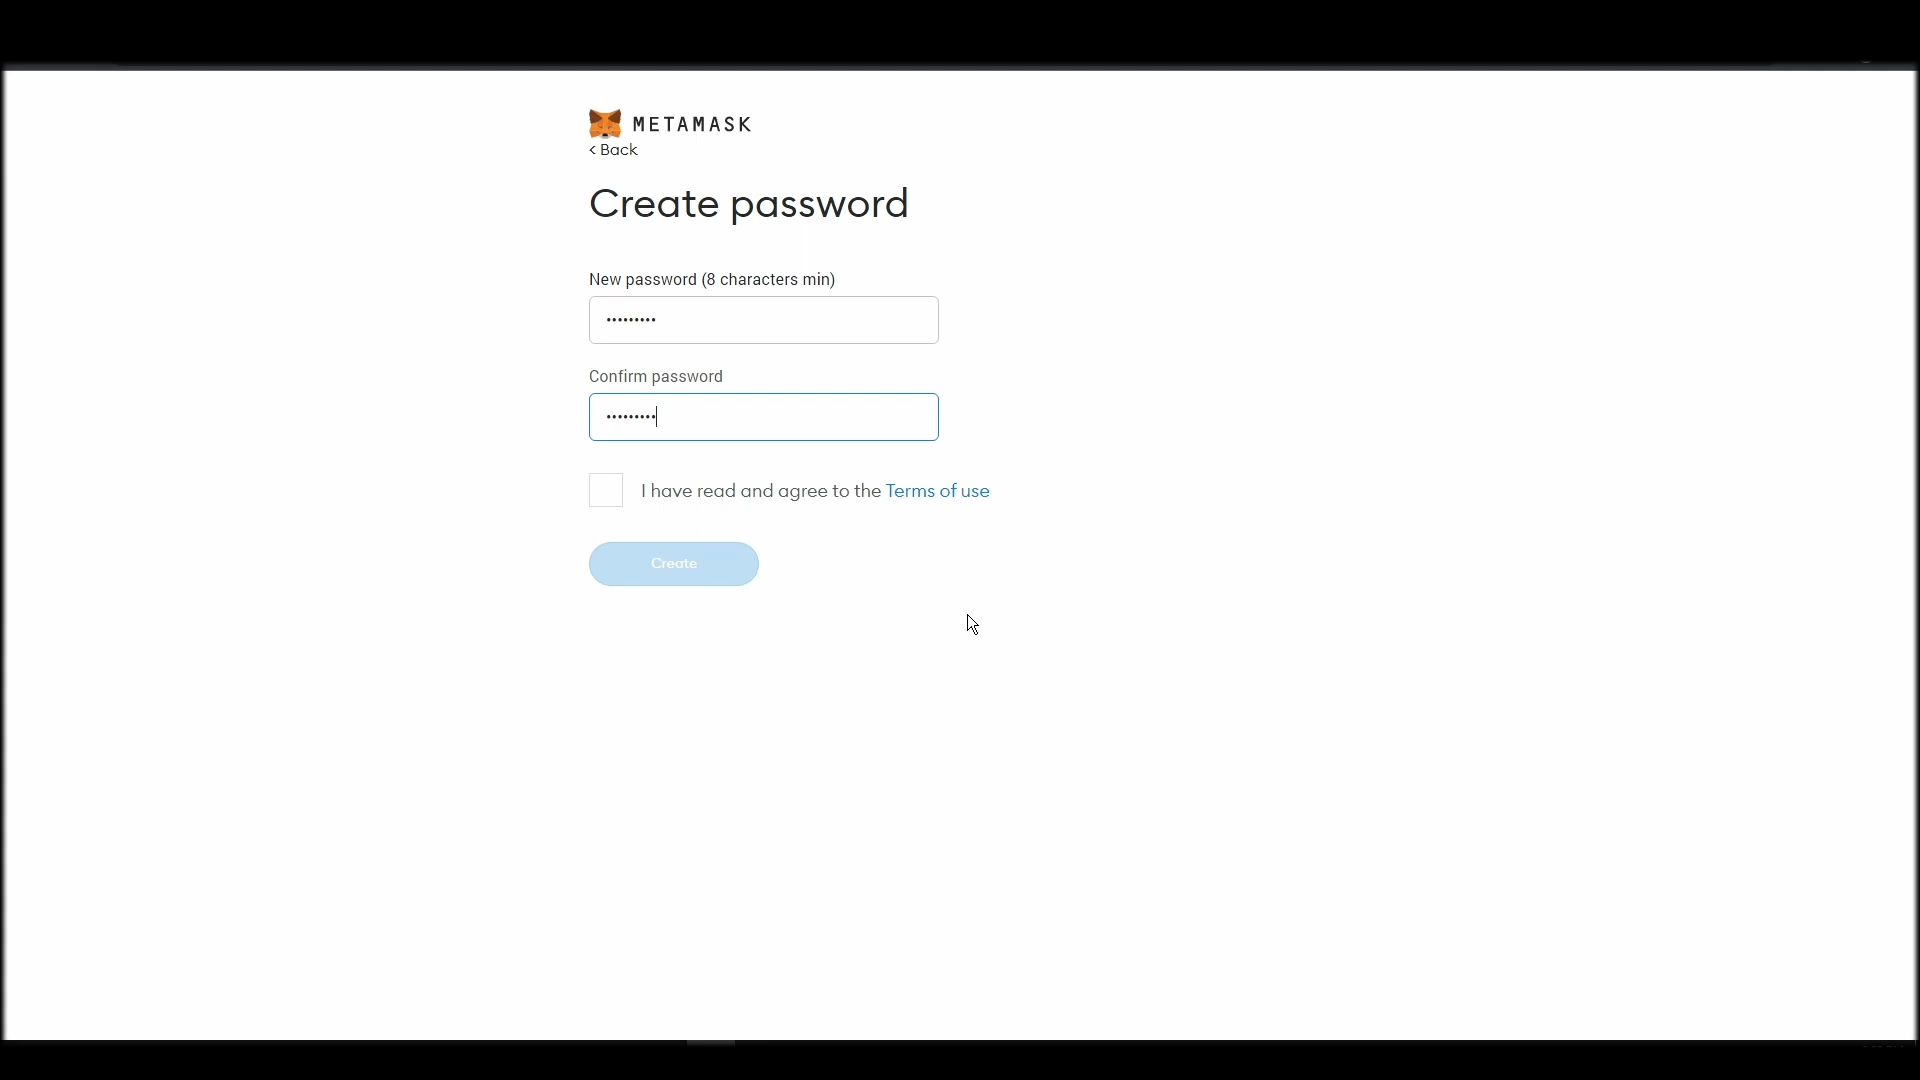 METAMASK
< Back
Create password
New password (8 characters min)
•••••••••
Confirm password
•••••••••
I have read and agree to the Terms of use
Create